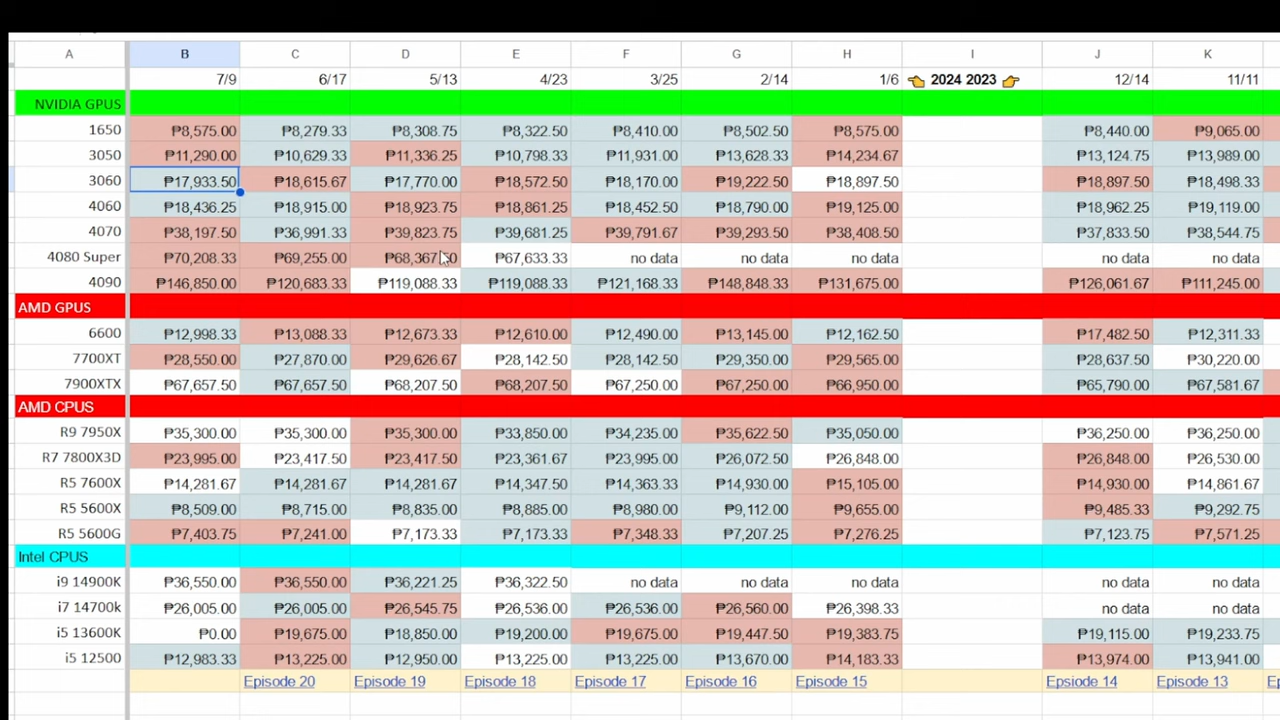 A B C D E F G H I J K
7/9 6/17 5/13 4/23 3/25 2/14 1/6 👈 2024 2023 👉 12/14 11/11
NVIDIA GPUS
1650 ₱8,575.00 ₱8,279.33 ₱8,308.75 ₱8,322.50 ₱8,410.00 ₱8,502.50 ₱8,575.00 ₱8,440.00 ₱9,065.00
3050 ₱11,290.00 ₱10,629.33 ₱11,336.25 ₱10,798.33 ₱11,931.00 ₱13,628.33 ₱14,234.67 ₱13,124.75 ₱13,989.00
3060 ₱17,933.50 ₱18,615.67 ₱17,770.00 ₱18,572.50 ₱18,170.00 ₱19,222.50 ₱18,897.50 ₱18,897.50 ₱18,498.33
4060 ₱18,436.25 ₱18,915.00 ₱18,923.75 ₱18,861.25 ₱18,452.50 ₱18,790.00 ₱19,125.00 ₱18,962.25 ₱19,119.00
4070 ₱38,197.50 ₱36,991.33 ₱39,823.75 ₱39,681.25 ₱39,791.67 ₱39,293.50 ₱38,408.50 ₱37,833.50 ₱38,544.75
4080 Super ₱70,208.33 ₱69,255.00 ₱67,633.33 no data no data no data no data no data
4090 ₱146,850.00 ₱120,683.33 ₱119,088.33 ₱119,088.33 ₱121,168.33 ₱148,848.33 ₱131,675.00 ₱126,061.67 ₱111,245.00
AMD GPUS
6600 ₱12,998.33 ₱13,088.33 ₱12,673.33 ₱12,610.00 ₱12,490.00 ₱13,145.00 ₱12,162.50 ₱17,482.50 ₱12,311.33
7700XT ₱28,550.00 ₱27,870.00 ₱29,626.67 ₱28,142.50 ₱28,142.50 ₱29,350.00 ₱29,565.00 ₱28,637.50 ₱30,220.00
7900XTX ₱67,657.50 ₱67,657.50 ₱68,207.50 ₱68,207.50 ₱67,250.00 ₱67,250.00 ₱66,950.00 ₱65,790.00 ₱67,581.67
AMD CPUS
R9 7950X ₱35,300.00 ₱35,300.00 ₱35,300.00 ₱33,850.00 ₱34,235.00 ₱35,622.50 ₱35,050.00 ₱36,250.00 ₱36,250.00
R7 7800X3D ₱23,995.00 ₱23,417.50 ₱23,417.50 ₱23,361.67 ₱23,995.00 ₱26,072.50 ₱26,848.00 ₱26,848.00 ₱26,530.00
R5 7600X ₱14,281.67 ₱14,281.67 ₱14,281.67 ₱14,347.50 ₱14,363.33 ₱14,930.00 ₱15,105.00 ₱14,930.00 ₱14,861.67
R5 5600X ₱8,509.00 ₱8,715.00 ₱8,835.00 ₱8,885.00 ₱8,980.00 ₱9,112.00 ₱9,655.00 ₱9,485.33 ₱9,292.75
R5 5600G ₱7,403.75 ₱7,241.00 ₱7,173.33 ₱7,173.33 ₱7,348.33 ₱7,207.25 ₱7,276.25 ₱7,123.75 ₱7,571.25
Intel CPUS
i9 14900K ₱36,550.00 ₱36,550.00 ₱36,221.25 ₱36,322.50 no data no data no data no data no data
i7 14700k ₱26,005.00 ₱26,005.00 ₱26,545.75 ₱26,536.00 ₱26,536.00 ₱26,560.00 ₱26,398.33 no data no data
i5 13600K ₱0.00 ₱19,675.00 ₱18,850.00 ₱19,200.00 ₱19,675.00 ₱19,447.50 ₱19,383.75 ₱19,115.00 ₱19,233.75
i5 12500 ₱12,983.33 ₱13,225.00 ₱12,950.00 ₱13,225.00 ₱13,225.00 ₱13,670.00 ₱14,183.33 ₱13,974.00 ₱13,941.00
Episode 20 Episode 19 Episode 18 Episode 17 Episode 16 Episode 15 Epsiode 14 Episode 13